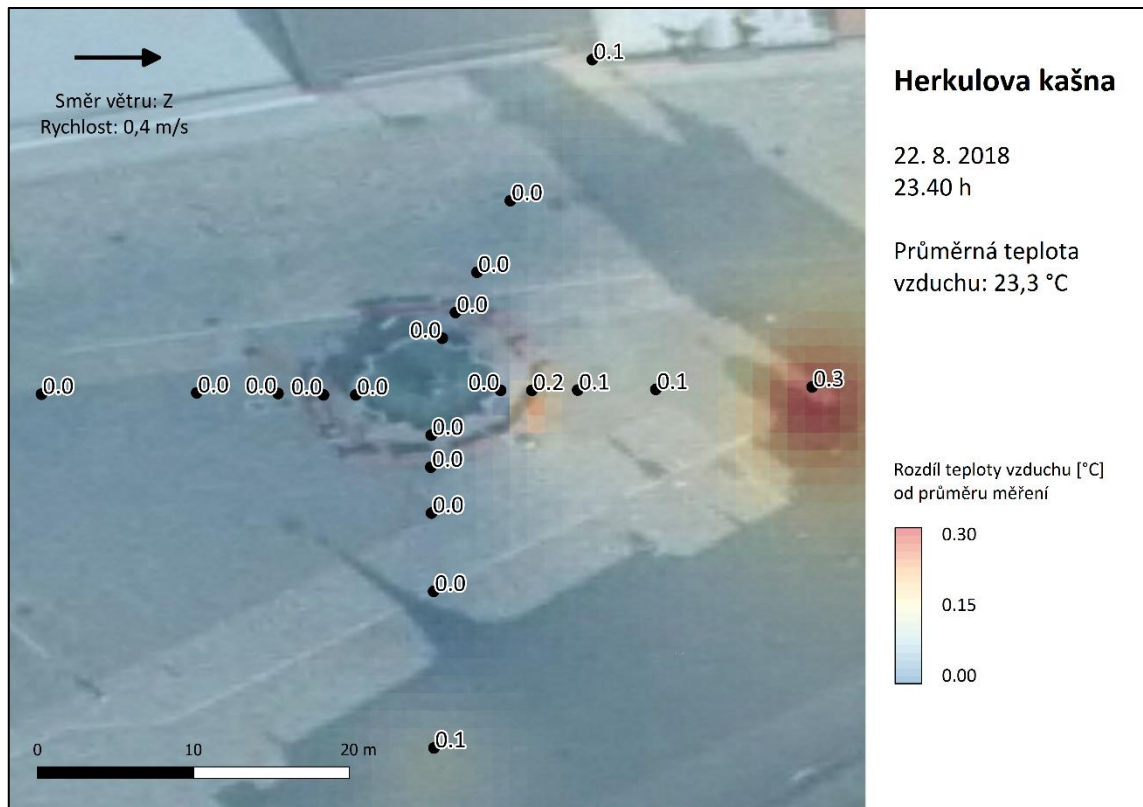 Směr větru: Z
Rychlost: 0,4 m/s
0.1
0.0
0.0
0.0
0.0
0.0 0.0 0.0 0.0 0.0 0.0 0.2 0.1 0.1 0.3
0.0
0.0
0.0
0.0
0.1
0 10 20 m
Herkulova kašna
22. 8. 2018
23.40 h
Průměrná teplota
vzduchu: 23,3 °C
Rozdíl teploty vzduchu [°C]
od průměru měření
0.30
0.15
0.00